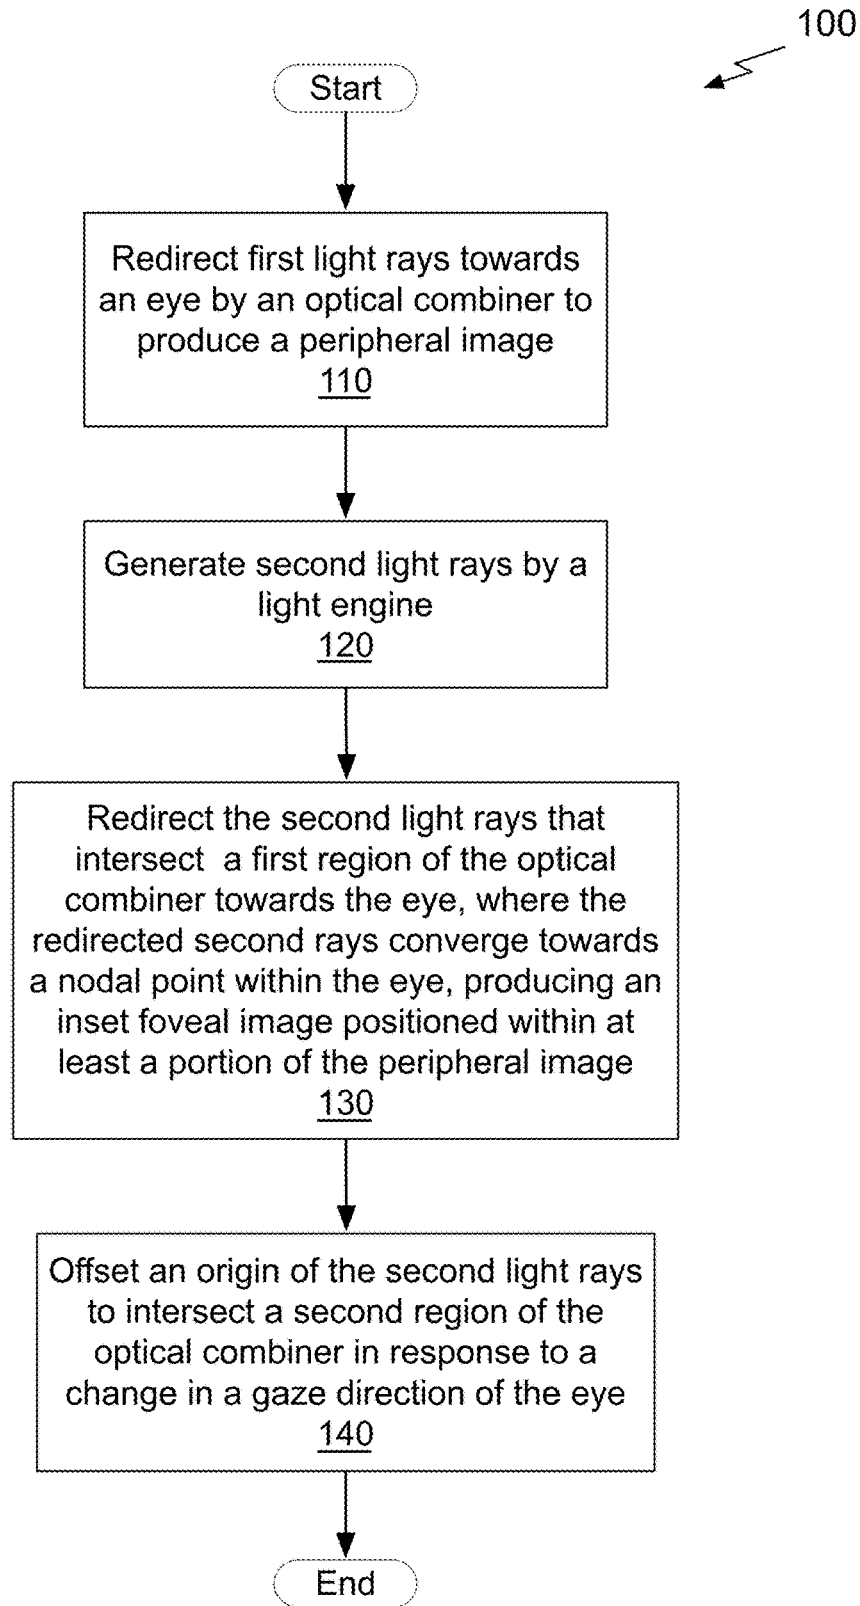 100
Start
Redirect first light rays towards
an eye by an optical combiner to
produce a peripheral image
110
Generate second light rays by a
light engine
120
Redirect the second light rays that
intersect a first region of the optical
combiner towards the eye, where the
redirected second rays converge towards
a nodal point within the eye, producing an
inset foveal image positioned within at
least a portion of the peripheral image
130
Offset an origin of the second light rays
to intersect a second region of the
optical combiner in response to a
change in a gaze direction of the eye
140
End